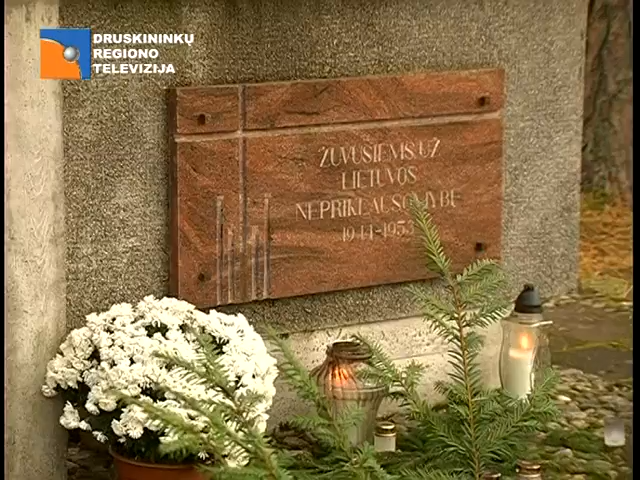 DRUSKININKŲ
REGIONO
TELEVIZIJA
ŽUVUSIEMS UŽ
LIETUVOS
NEPRIKLAUSOMYBĘ
1944-1953